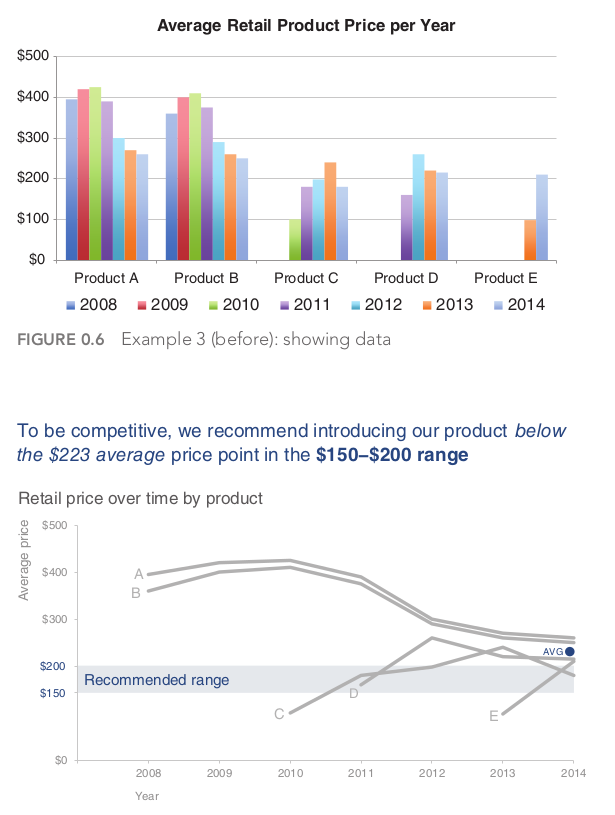 Average Retail Product Price per Year
$500
$400
$300
$200
$100
$0
Product A Product B Product C Product D Product E
2008 2009 2010 2011 2012 2013 2014
FIGURE 0.6 Example 3 (before): showing data
To be competitive, we recommend introducing our product below
the $223 average price point in the $150–$200 range
Retail price over time by product
Average price
$500
$400
$300
$200
$150
$0
A
B
C
D
E
AVG
Recommended range
2008 2009 2010 2011 2012 2013 2014
Year